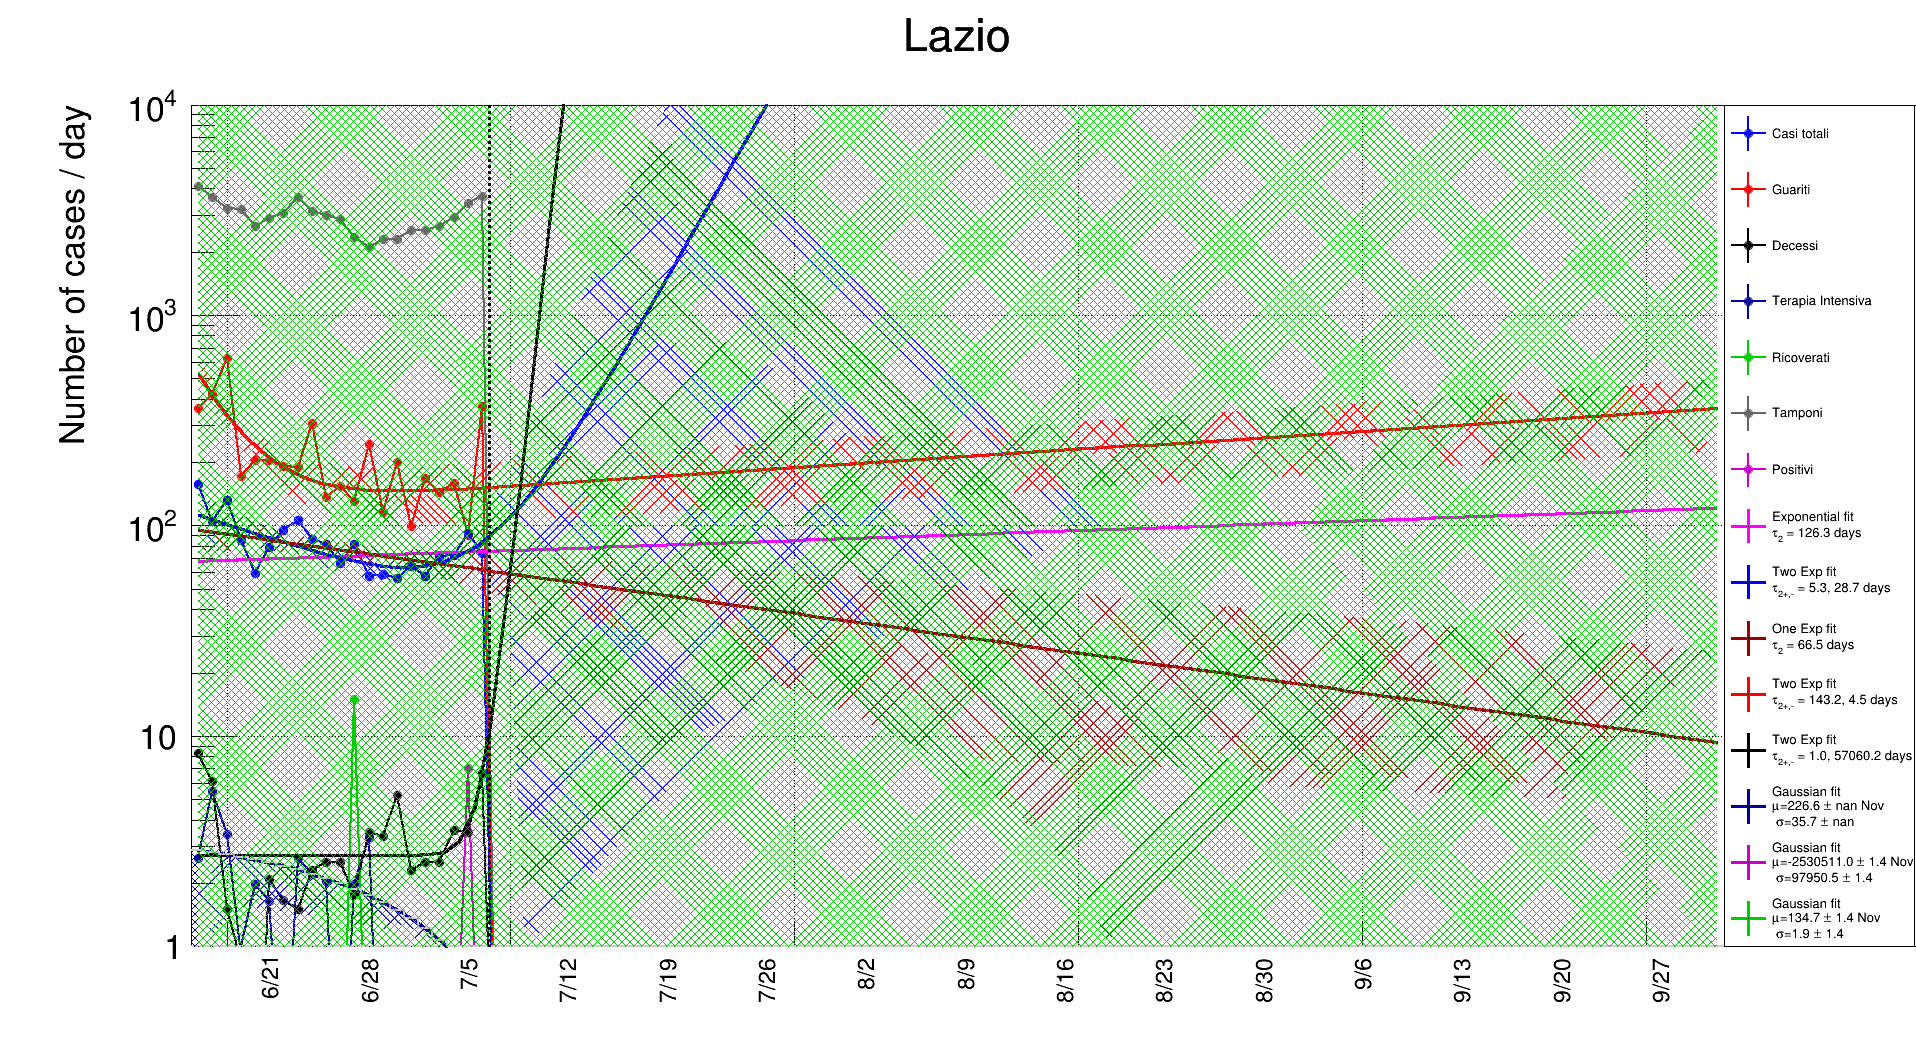 Lazio
Number of cases / day
10^4
10^3
10^2
10
1
6/21
6/28
7/5
7/12
7/19
7/26
8/2
8/9
8/16
8/23
8/30
9/6
9/13
9/20
9/27
Casi totali
Guariti
Decessi
Terapia Intensiva
Ricoverati
Tamponi
Positivi
Exponential fit
τ2 = 126.3 days
Two Exp fit
τ2+,- = 5.3, 28.7 days
One Exp fit
τ2 = 66.5 days
Two Exp fit
τ2+,- = 143.2, 4.5 days
Two Exp fit
τ2+,- = 1.0, 57060.2 days
Gaussian fit
μ=226.6 ± nan Nov
σ=35.7 ± nan
Gaussian fit
μ=-2530511.0 ± 1.4 Nov
σ=97950.5 ± 1.4
Gaussian fit
μ=134.7 ± 1.4 Nov
σ=1.9 ± 1.4